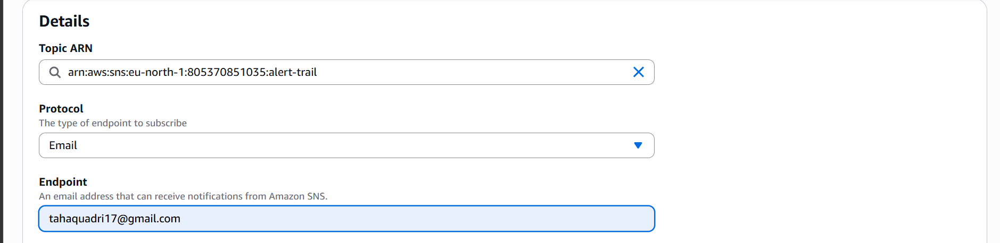 Details
Topic ARN
arn:aws:sns:eu-north-1:805370851035:alert-trail
Protocol
The type of endpoint to subscribe
Email
Endpoint
An email address that can receive notifications from Amazon SNS.
tahaquadri17@gmail.com